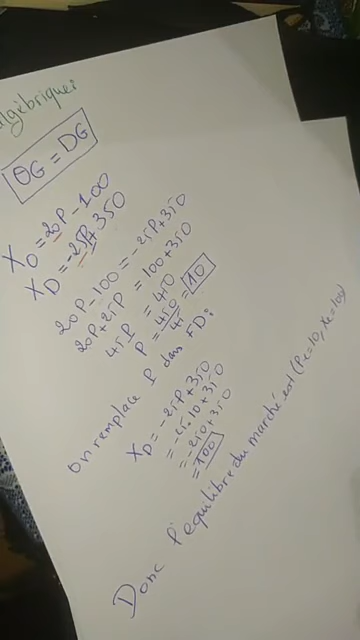 algébrique
OG = DG
XO = 20P - 100
XD = -25P + 350
20P - 100 = -25P + 350
20P + 25P = 100 + 350
45P = 450
P = 450/45 = 10
On remplace P dans FD:
XD = -25P + 350
= -25.10 + 350
= -250 + 350
= 100
Donc l'équilibre du marché est (Pe=10, Xe=100)